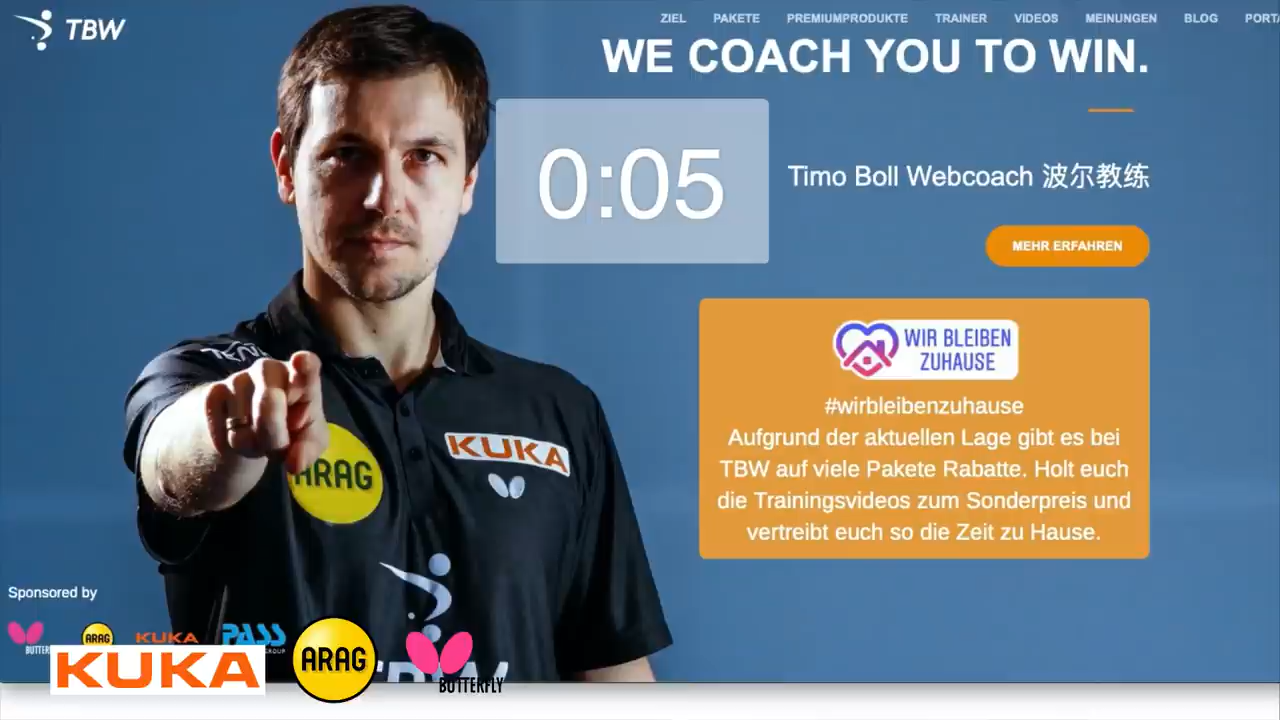 TBW
ZIEL PAKETE PREMIUMPRODUKTE TRAINER VIDEOS MEINUNGEN BLOG PORTA
WE COACH YOU TO WIN.
0:05
Timo Boll Webcoach 波尔教练
MEHR ERFAHREN
WIR BLEIBEN
ZUHAUSE
#wirbleibenzuhause
Aufgrund der aktuellen Lage gibt es bei
TBW auf viele Pakete Rabatte. Holt euch
die Trainingsvideos zum Sonderpreis und
vertreibt euch so die Zeit zu Hause.
KUKA
ARAG
Sponsored by
ARAG KUKA PASS
KUKA ARAG BUTTERFLY